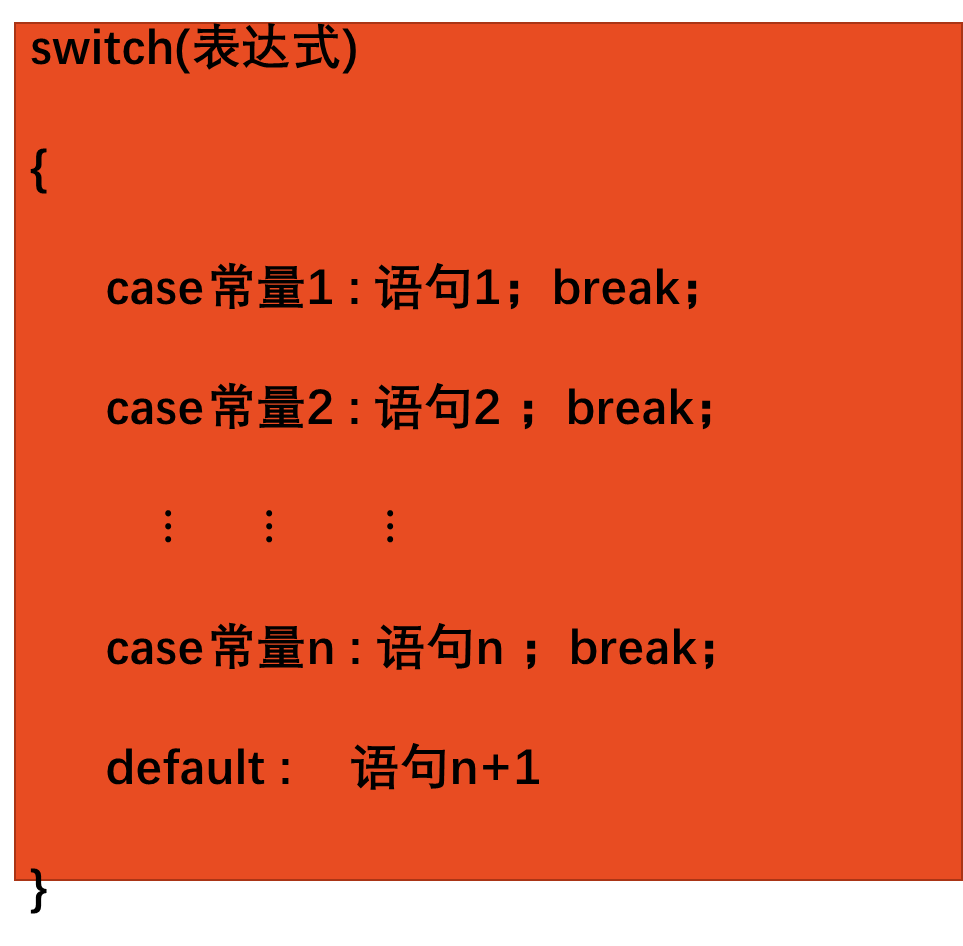 switch(表达式)
{
case常量1 : 语句1；break；
case常量2 : 语句2 ；break；
⋮ ⋮ ⋮
case常量n : 语句n ；break；
default : 语句n+1
}